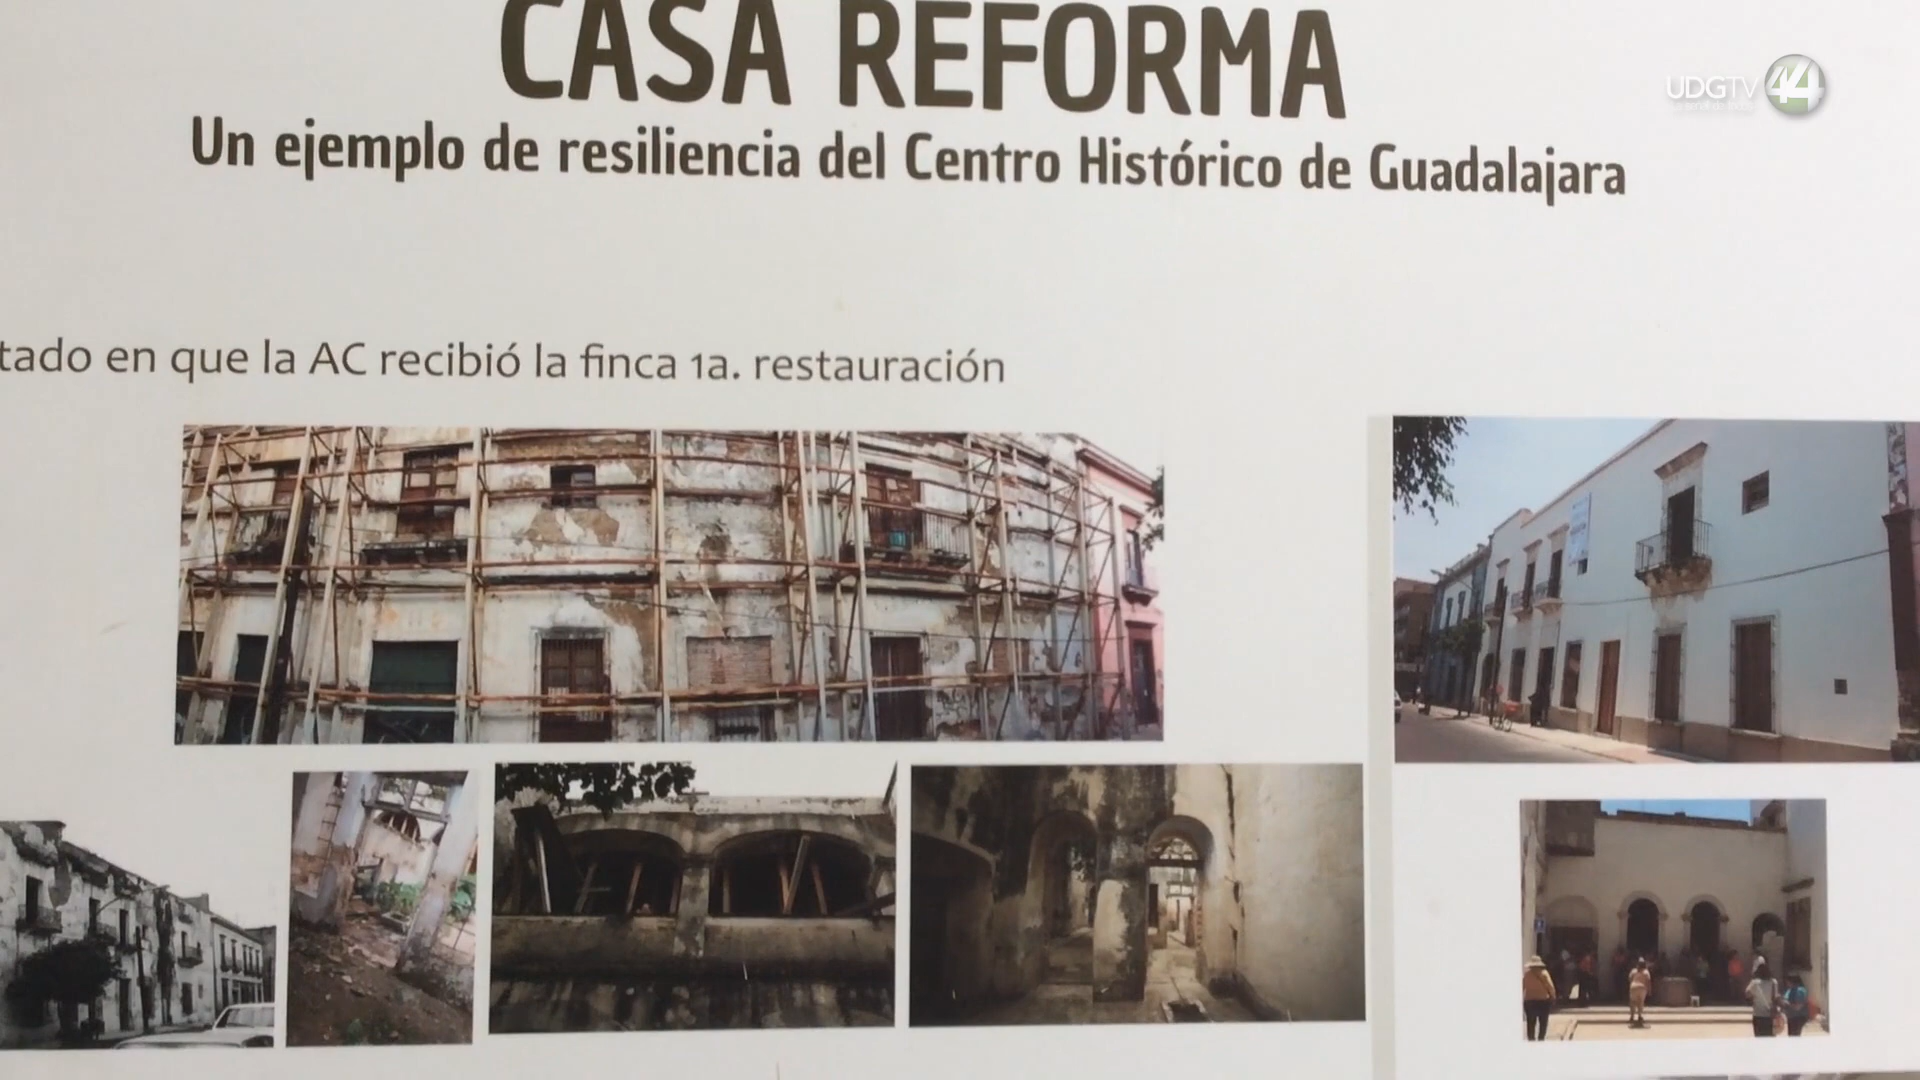 CASA REFORMA
UDGTV 44
Un ejemplo de resiliencia del Centro Histórico de Guadalajara
tado en que la AC recibió la finca 1a. restauración